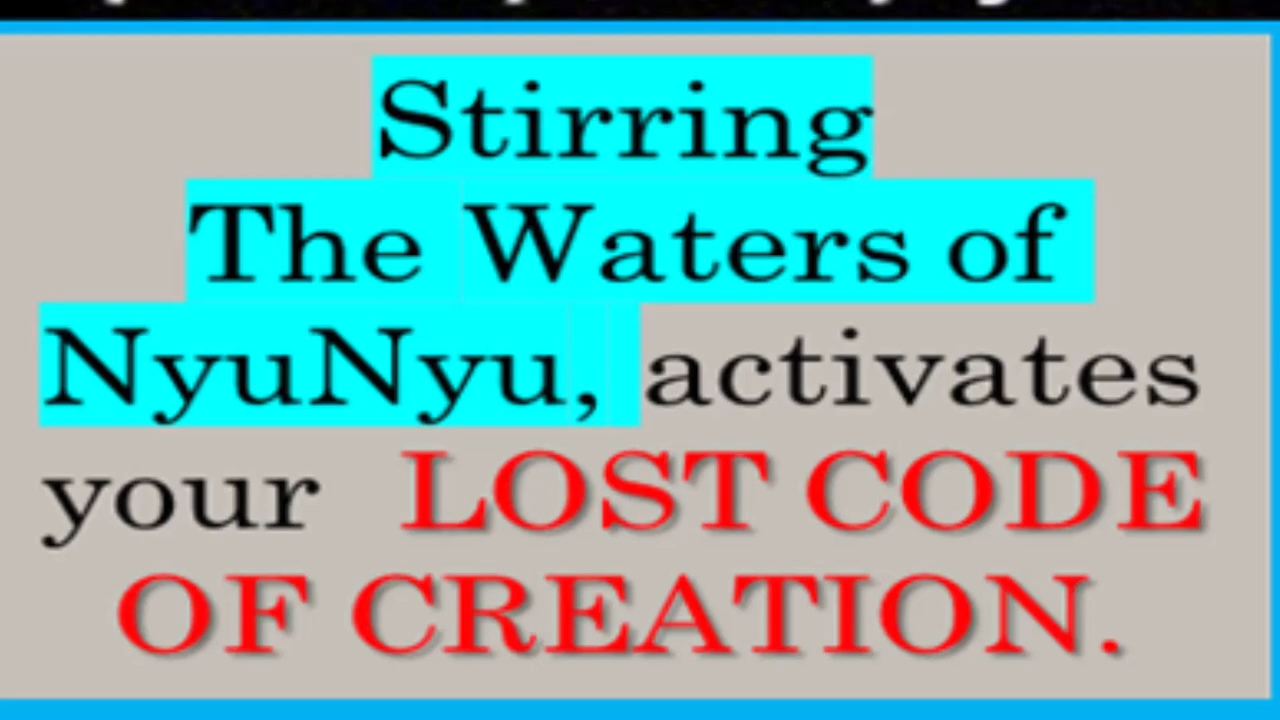 Stirring
The Waters of
NyuNyu, activates
your LOST CODE
OF CREATION.